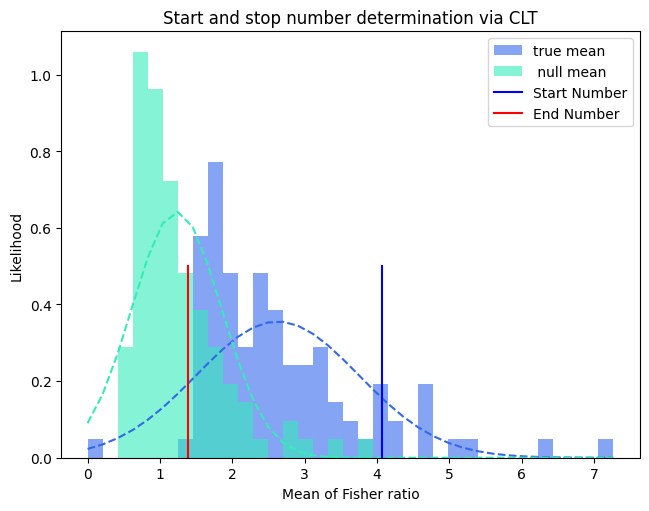 Start and stop number determination via CLT
true mean
null mean
Start Number
End Number
Likelihood
1.0
0.8
0.6
0.4
0.2
0.0
0 1 2 3 4 5 6 7
Mean of Fisher ratio